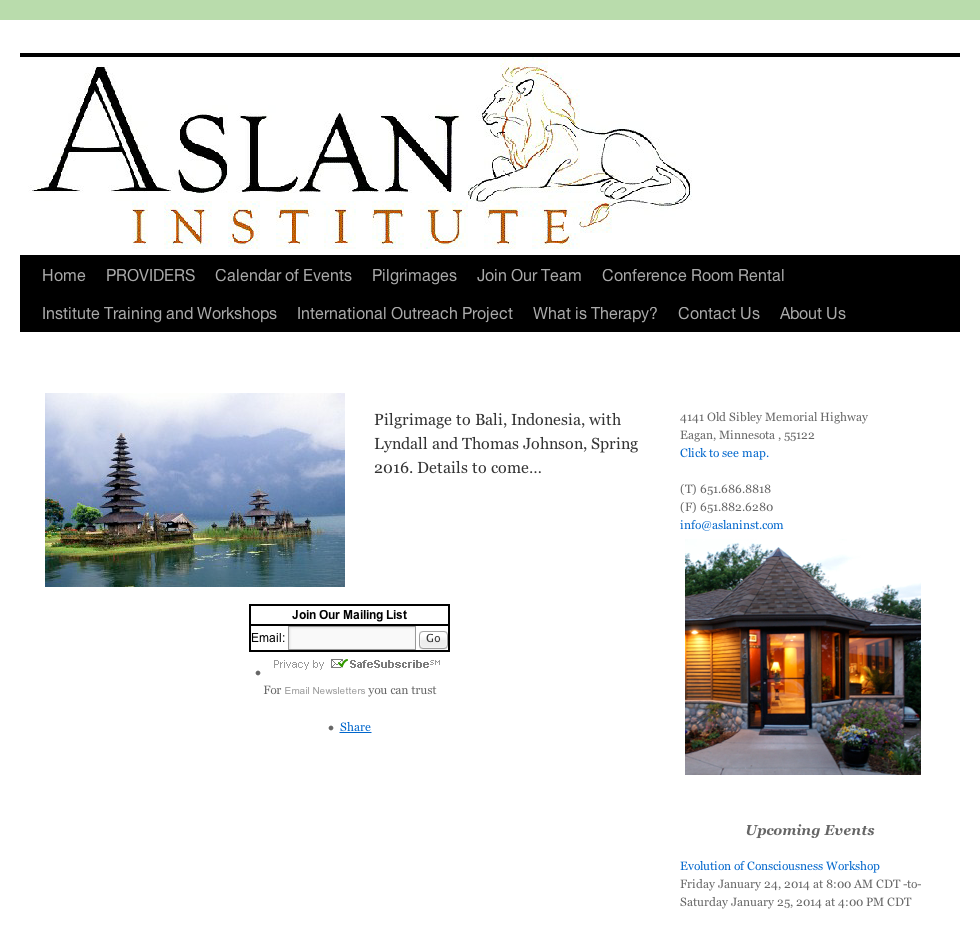 ASLAN
INSTITUTE
Home PROVIDERS Calendar of Events Pilgrimages Join Our Team Conference Room Rental
Institute Training and Workshops International Outreach Project What is Therapy? Contact Us About Us
Pilgrimage to Bali, Indonesia, with
Lyndall and Thomas Johnson, Spring
2016. Details to come...
Join Our Mailing List
Email: Go
Privacy by SafeSubscribe SM
For Email Newsletters you can trust
Share
4141 Old Sibley Memorial Highway
Eagan, Minnesota , 55122
Click to see map.
(T) 651.686.8818
(F) 651.882.6280
info@aslaninst.com
Upcoming Events
Evolution of Consciousness Workshop
Friday January 24, 2014 at 8:00 AM CDT -to-
Saturday January 25, 2014 at 4:00 PM CDT